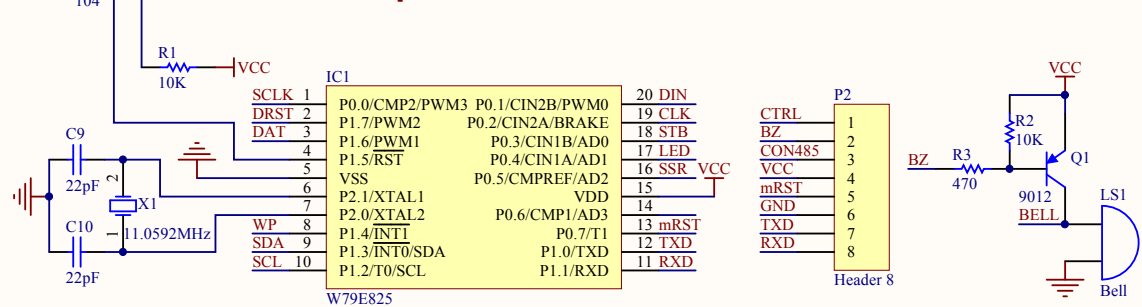 104
R1
10K
VCC
C9
22pF
C10
22pF
2
1
X1
11.0592MHz
IC1
SCLK 1 P0.0/CMP2/PWM3 P0.1/CIN2B/PWM0 20 DIN
DRST 2 P1.7/PWM2 P0.2/CIN2A/BRAKE 19 CLK
DAT 3 P1.6/PWM1 P0.3/CIN1B/AD0 18 STB
4 P1.5/RST P0.4/CIN1A/AD1 17 LED
5 VSS P0.5/CMPREF/AD2 16 SSR
6 P2.1/XTAL1 VDD 15 VCC
7 P2.0/XTAL2 P0.6/CMP1/AD3 14
WP 8 P1.4/INT1 P0.7/T1 13 mRST
SDA 9 P1.3/INT0/SDA P1.0/TXD 12 TXD
SCL 10 P1.2/T0/SCL P1.1/RXD 11 RXD
W79E825
P2
CTRL 1
BZ 2
CON485 3
VCC 4
mRST 5
GND 6
TXD 7
RXD 8
Header 8
VCC
R2
10K
BZ
R3
470
Q1
9012
BELL
LS1
Bell